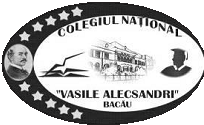 COLEGIUL NAȚIONAL
"VASILE ALECSANDRI"
BACĂU